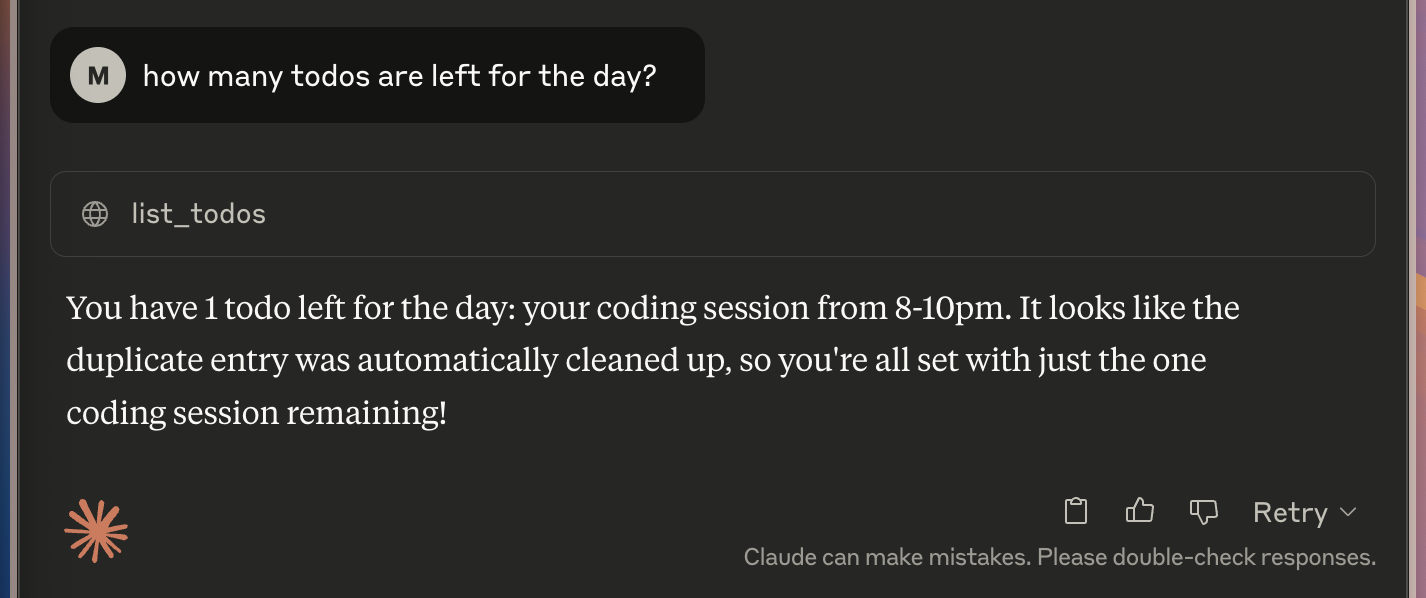 M
how many todos are left for the day?
list_todos
You have 1 todo left for the day: your coding session from 8-10pm. It looks like the
duplicate entry was automatically cleaned up, so you're all set with just the one
coding session remaining!
Retry
Claude can make mistakes. Please double-check responses.